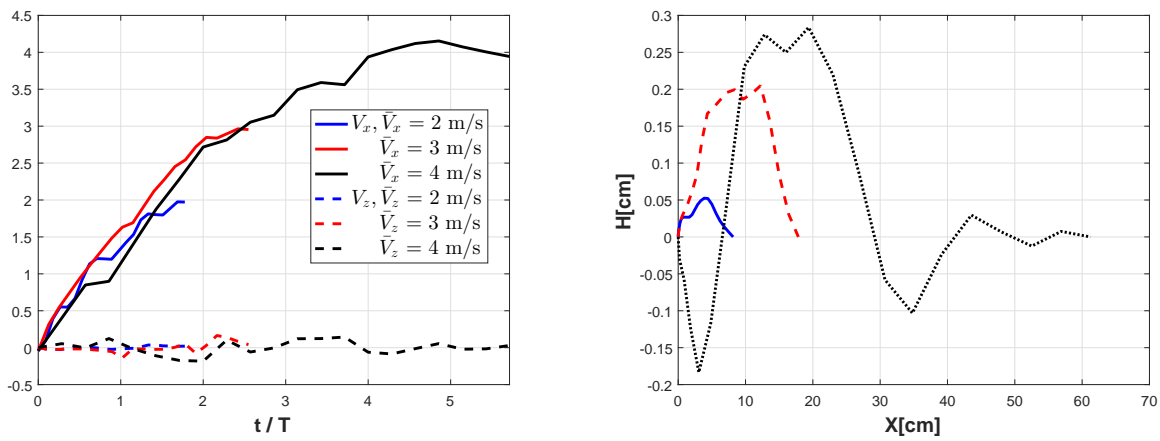 4.5
4
3.5
3
2.5
2
1.5
1
0.5
0
-0.5
0 1 2 3 4 5
t / T
V_x, V̄_x = 2 m/s
V̄_x = 3 m/s
V̄_x = 4 m/s
V_z, V̄_z = 2 m/s
V̄_z = 3 m/s
V̄_z = 4 m/s
H[cm]
0.3
0.25
0.2
0.15
0.1
0.05
0
-0.05
-0.1
-0.15
-0.2
0 10 20 30 40 50 60 70
X[cm]